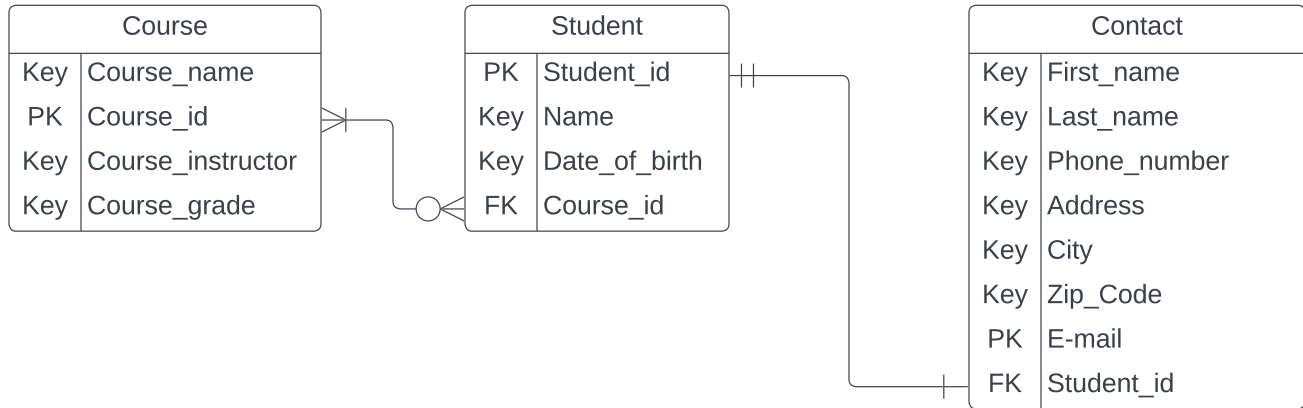 Course
Key Course_name
PK Course_id
Key Course_instructor
Key Course_grade
Student
PK Student_id
Key Name
Key Date_of_birth
FK Course_id
Contact
Key First_name
Key Last_name
Key Phone_number
Key Address
Key City
Key Zip_Code
PK E-mail
FK Student_id